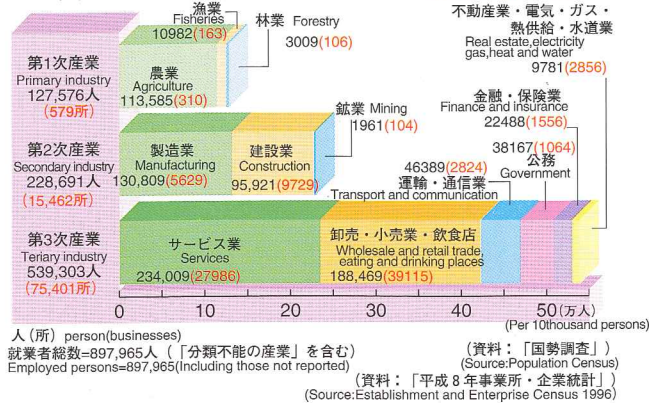 漁業
Fisheries
10982(163)
林業 Forestry
3009(106)
不動産業・電気・ガス・
熱供給・水道業
Real estate,electricity
gas,heat and water
9781(2856)
第1次産業
Primary industry
127,576人
(579所)
農業
Agriculture
113,585(310)
鉱業 Mining
1961(104)
金融・保険業
Finance and insurance
22488(1556)
38167(1064)
公務
Government
第2次産業
Secondary industry
228,691人
(15,462所)
製造業
Manufacturing
130,809(5629)
建設業
Construction
95,921(9729)
46389(2824)
運輸・通信業
Transport and communication
第3次産業
Teriary industry
539,303人
(75,401所)
サービス業
Services
234,009(27986)
卸売・小売業・飲食店
Wholesale and retail trade,
eating and drinking places
188,469(39115)
0 10 20 30 40 50(万人)
(Per 10thousand persons)
人(所) person(businesses)
就業者総数=897,965人(「分類不能の産業」を含む)
Employed persons=897,965(Including those not reported)
(資料:「国勢調査」)
(Source:Population Census)
(資料:「平成8年事業所・企業統計」)
(Source:Establishment and Enterprise Census 1996)